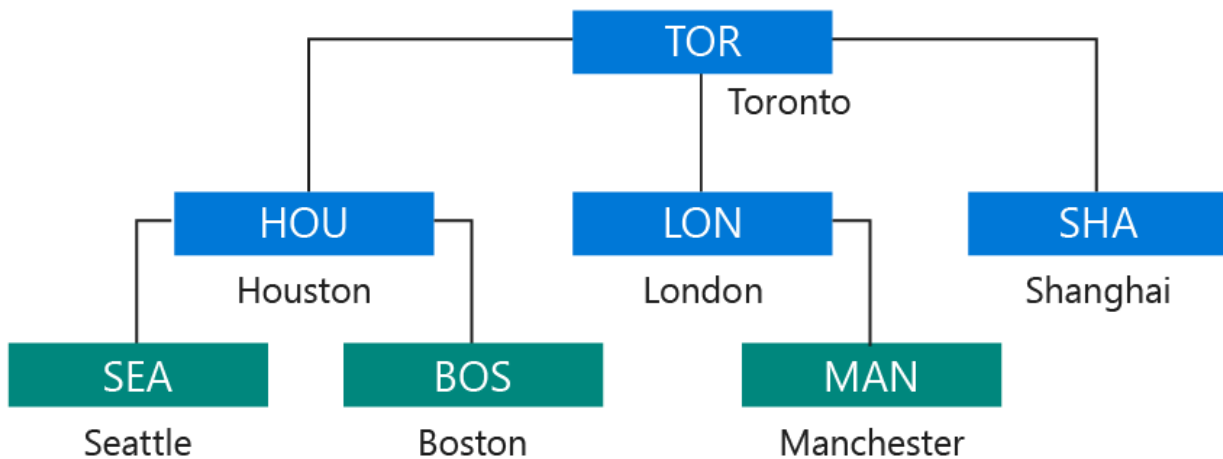 TOR
Toronto
HOU
LON
SHA
Houston
London
Shanghai
SEA
BOS
MAN
Seattle
Boston
Manchester